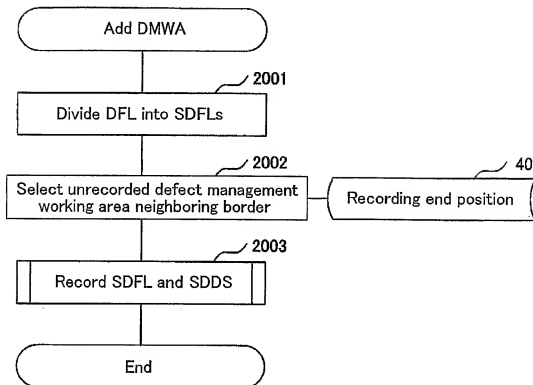 Add DMWA
2001
Divide DFL into SDFLs
2002
40
Select unrecorded defect management
working area neighboring border
Recording end position
2003
Record SDFL and SDDS
End